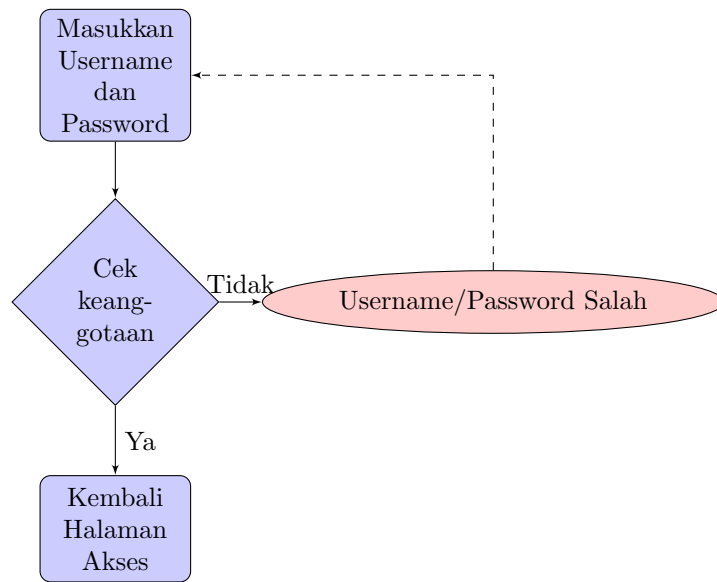 Masukkan
Username
dan
Password
Cek
keang-
gotaan
Tidak
Username/Password Salah
Ya
Kembali
Halaman
Akses